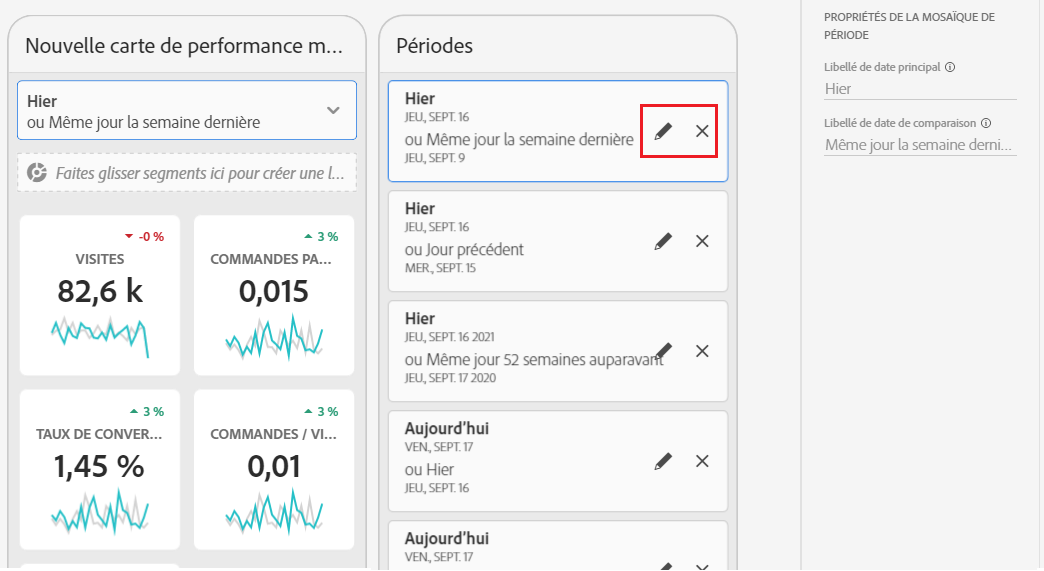 Nouvelle carte de performance m...
Hier
ou Même jour la semaine dernière
Faites glisser segments ici pour créer une l...
-0 %
VISITES
82,6 k
3 %
COMMANDES PA...
0,015
3 %
TAUX DE CONVER...
1,45 %
3 %
COMMANDES / VI...
0,01
Périodes
Hier
JEU., SEPT. 16
ou Même jour la semaine dernière
JEU., SEPT. 9
Hier
JEU., SEPT. 16
ou Jour précédent
MER., SEPT. 15
Hier
JEU., SEPT. 16 2021
ou Même jour 52 semaines auparavant
JEU., SEPT. 17 2020
Aujourd'hui
VEN., SEPT. 17
ou Hier
JEU., SEPT. 16
Aujourd'hui
VEN., SEPT. 17
PROPRIÉTÉS DE LA MOSAÏQUE DE
PÉRIODE
Libellé de date principal
Hier
Libellé de date de comparaison
Même jour la semaine derni...